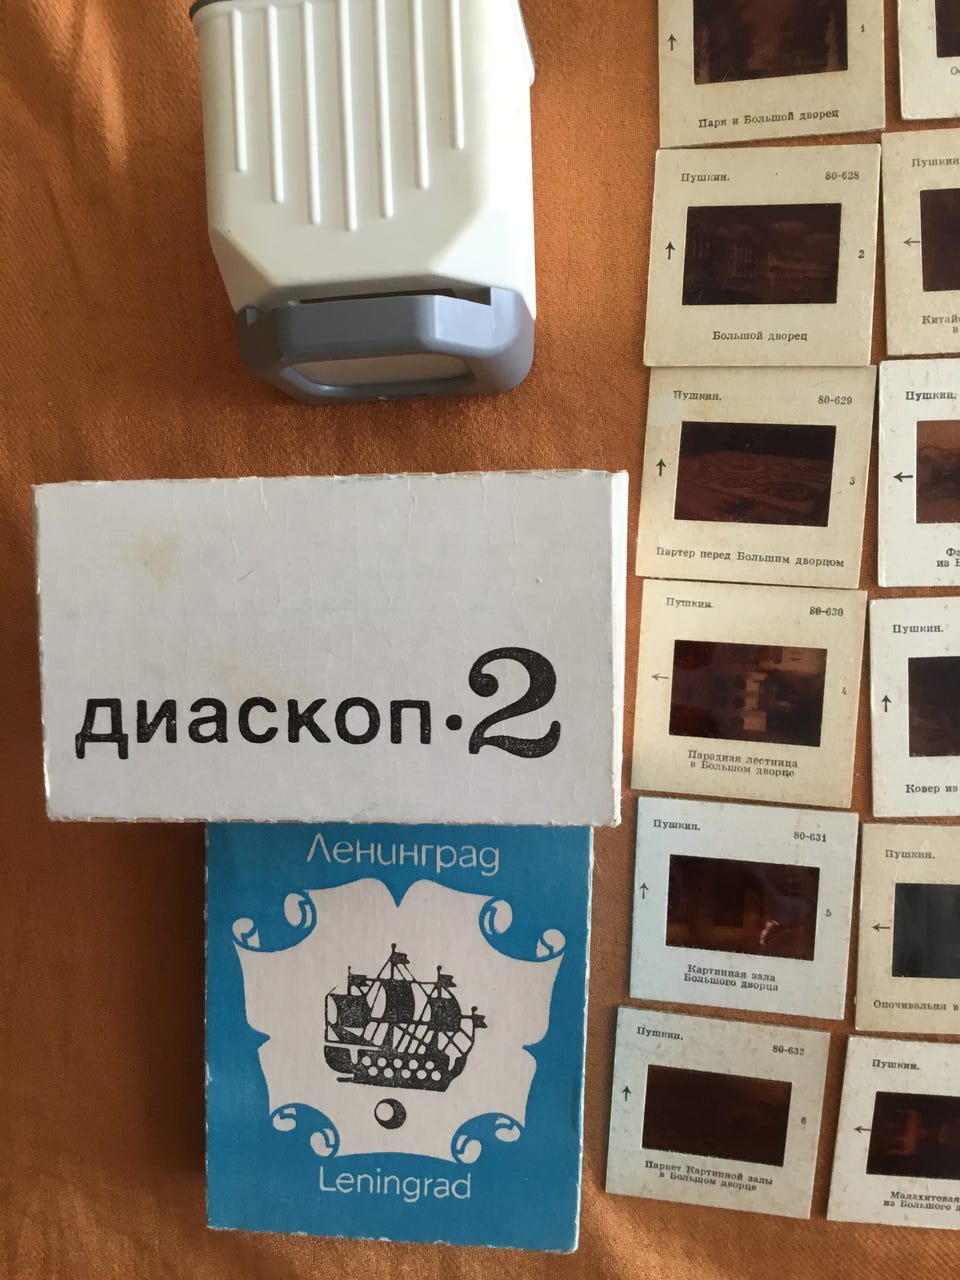 1
Парк и Большой дворец
Пушкин. 80-628
2
Большой дворец
Пушкин. 80-629
3
Партер перед Большим дворцом
Пушкин. 80-630
4
Парадная лестница
в Большом дворце
Пушкин. 80-631
5
Картинная зала
Большого дворца
Пушкин. 80-632
6
Паркет Картинной залы
в Большом дворце
Пушкин
Китай
в
Пушкин.
из
Пушкин.
Ковер из
Пушкин.
Опочивальня в
Пушкин.
Малахитовая
из Большого д
диаскоп·2
Ленинград
Leningrad